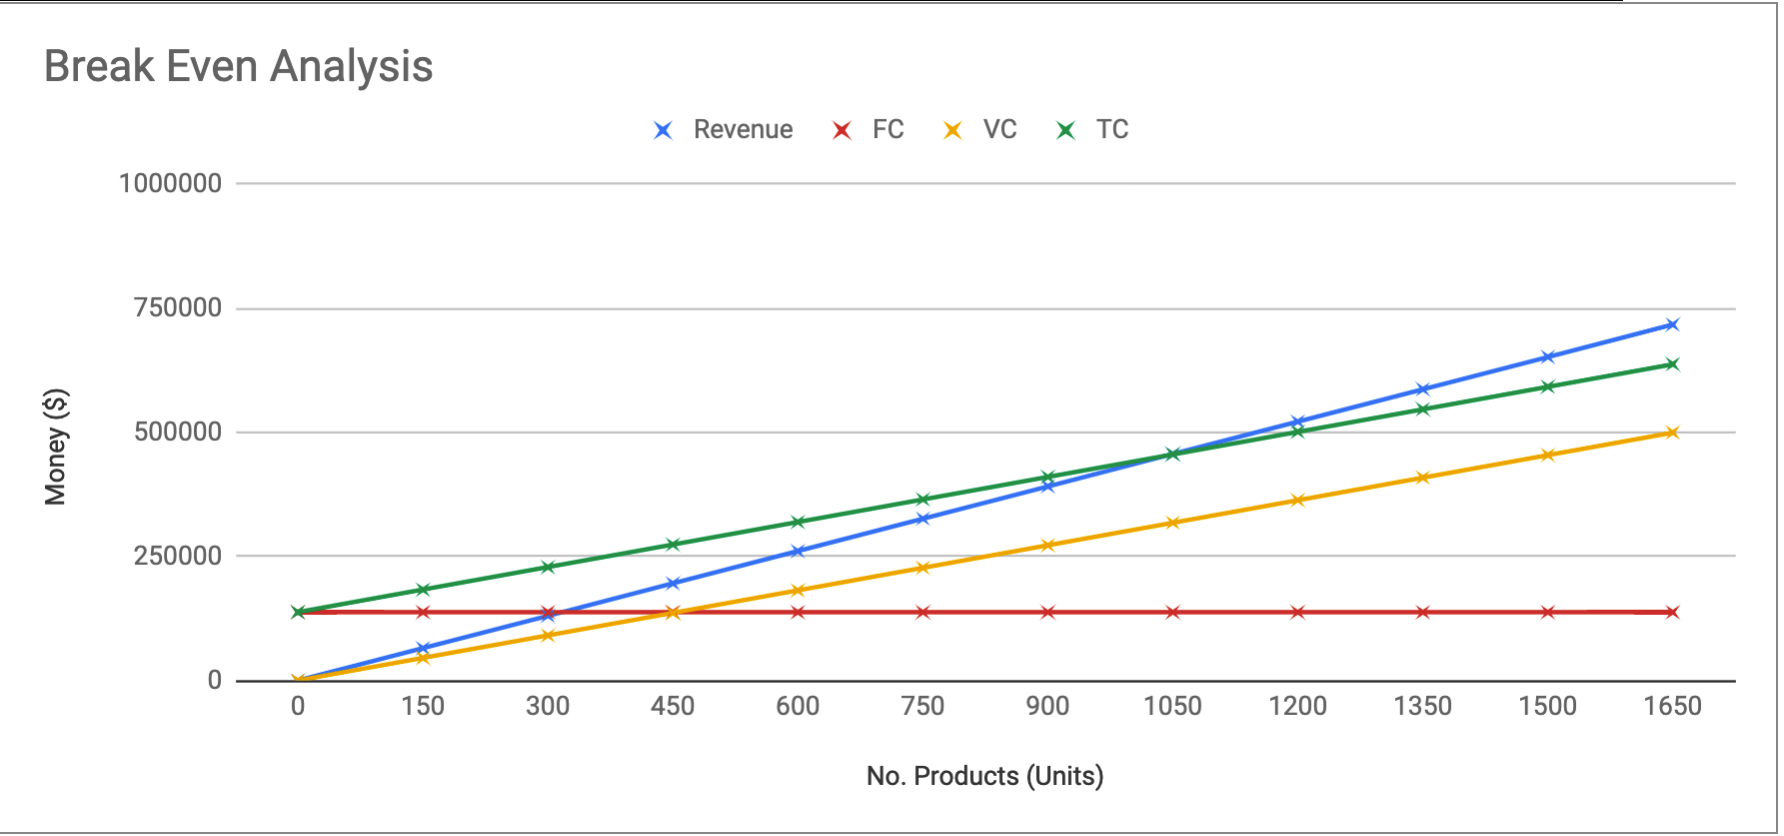 Break Even Analysis
Revenue FC VC TC
1000000
750000
500000
250000
0
Money ($)
0 150 300 450 600 750 900 1050 1200 1350 1500 1650
No. Products (Units)